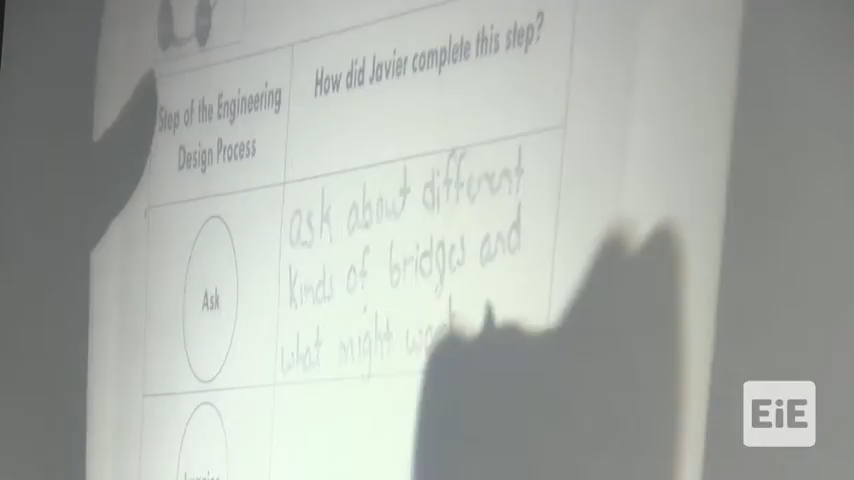 Step of the Engineering
Design Process
How did Javier complete this step?
Ask
ask about different
kinds of bridges and
what might
EiE